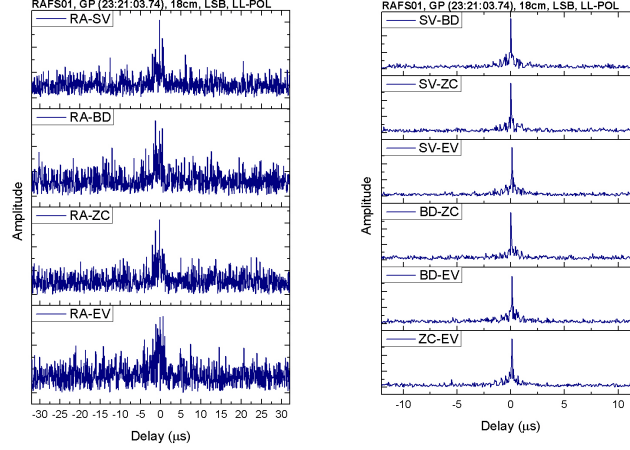 RAFS01, GP (23:21:03.74), 18cm, LSB, LL-POL
RA-SV
RA-BD
RA-ZC
RA-EV
Amplitude
-30 -25 -20 -15 -10 -5 0 5 10 15 20 25 30
Delay (μs)
RAFS01, GP (23:21:03.74), 18cm, LSB, LL-POL
SV-BD
SV-ZC
SV-EV
BD-ZC
BD-EV
ZC-EV
Amplitude
-10 -5 0 5 10
Delay (μs)